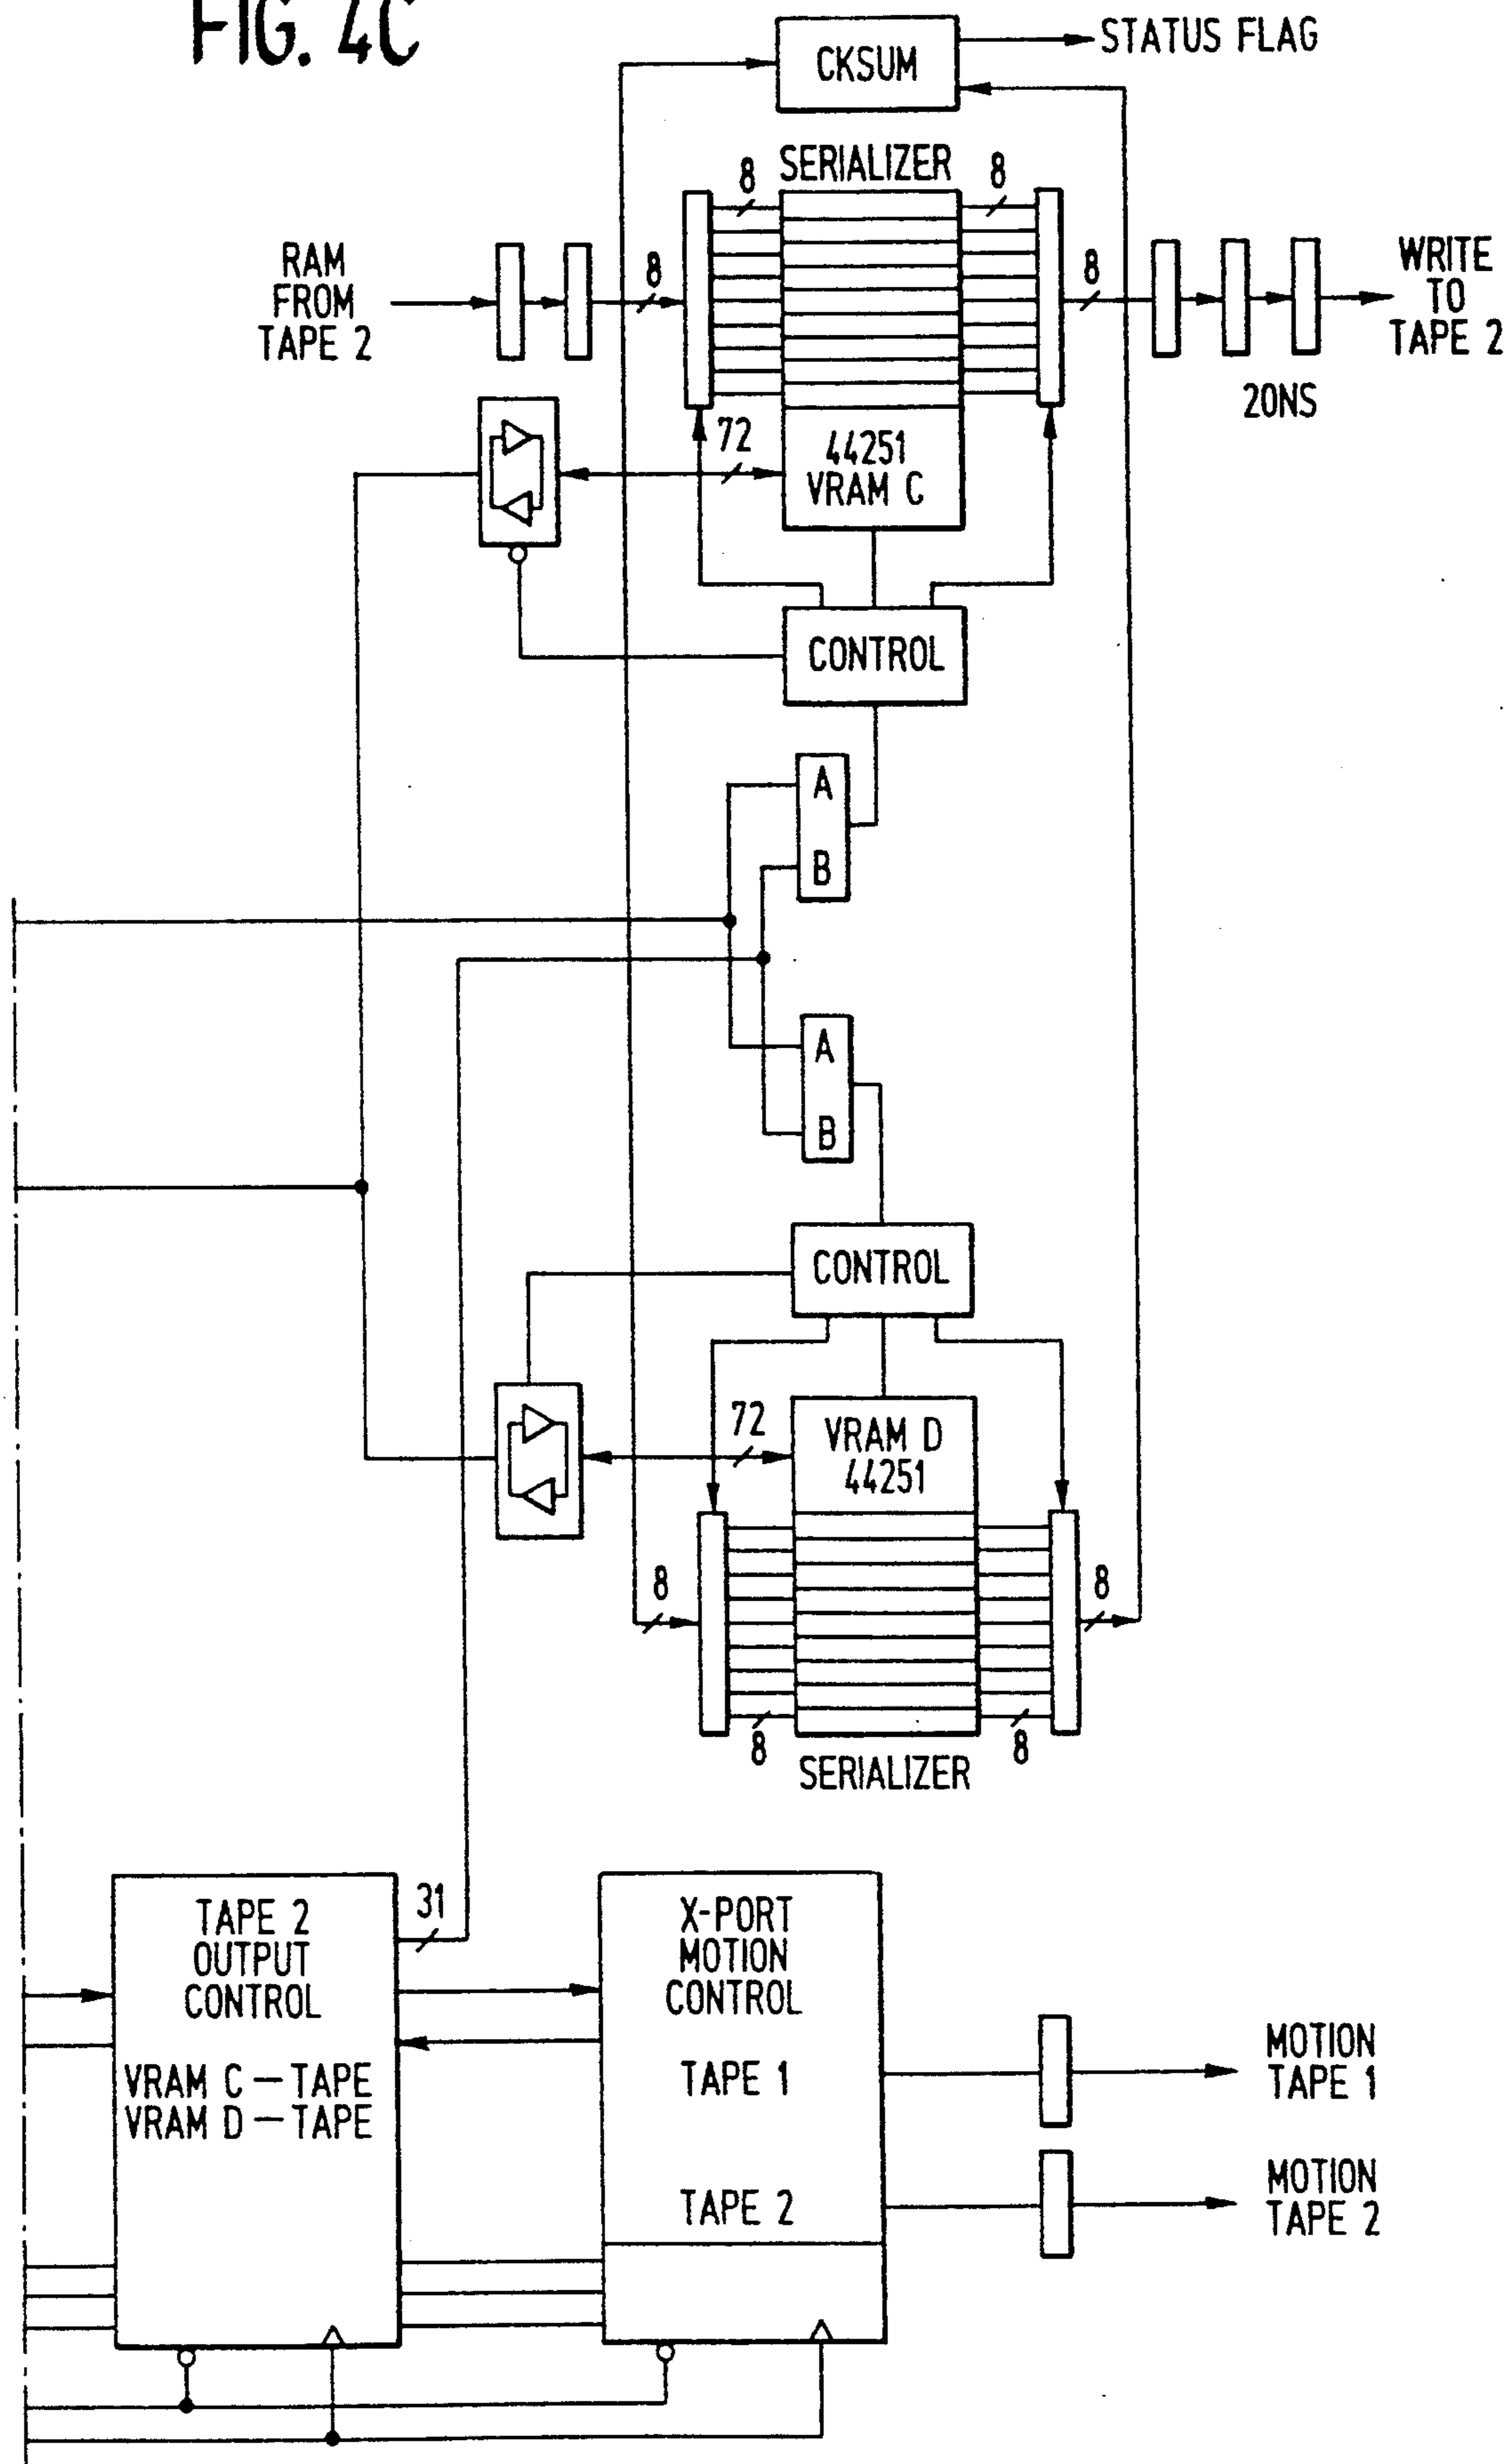 FIG. 4C
CKSUM
STATUS FLAG
SERIALIZER
8
8
RAM
FROM
TAPE 2
8
8
WRITE
TO
TAPE 2
20NS
72
44251
VRAM C
CONTROL
A
B
A
B
CONTROL
72
VRAM D
44251
8
8
8
8
SERIALIZER
31
TAPE 2
OUTPUT
CONTROL
VRAM C – TAPE
VRAM D – TAPE
X-PORT
MOTION
CONTROL
TAPE 1
TAPE 2
MOTION
TAPE 1
MOTION
TAPE 2